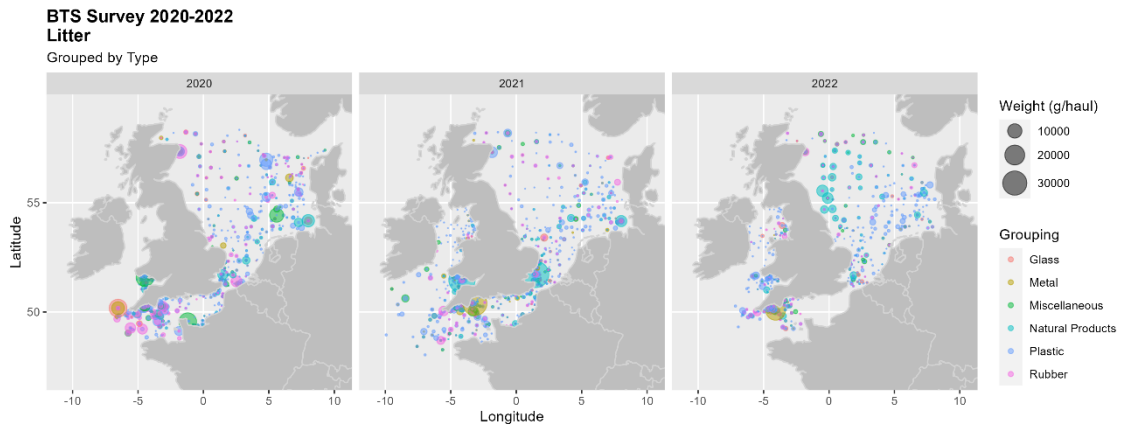 BTS Survey 2020-2022
Litter
Grouped by Type
2020
2021
2022
Latitude
55
50
-10
-5
0
5
10
-10
-5
0
5
10
-10
-5
0
5
10
Longitude
Weight (g/haul)
10000
20000
30000
Grouping
Glass
Metal
Miscellaneous
Natural Products
Plastic
Rubber